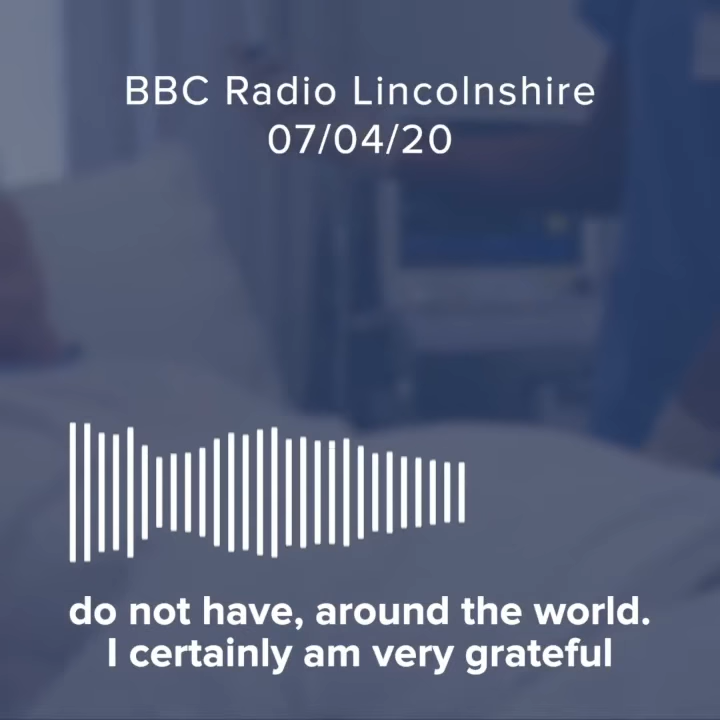 BBC Radio Lincolnshire
07/04/20
do not have, around the world.
I certainly am very grateful